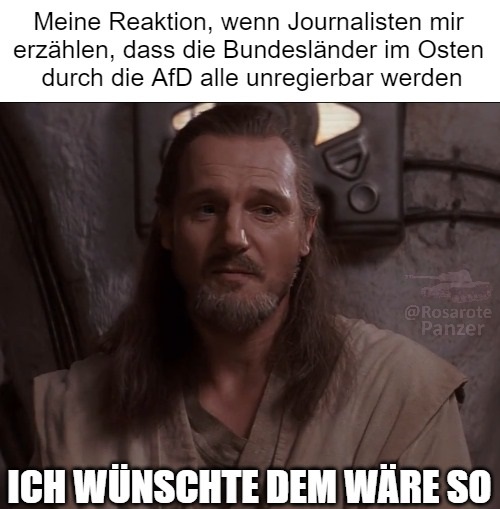 Meine Reaktion, wenn Journalisten mir
erzählen, dass die Bundesländer im Osten
durch die AfD alle unregierbar werden
@Rosarote
Panzer
ICH WÜNSCHTE DEM WÄRE SO